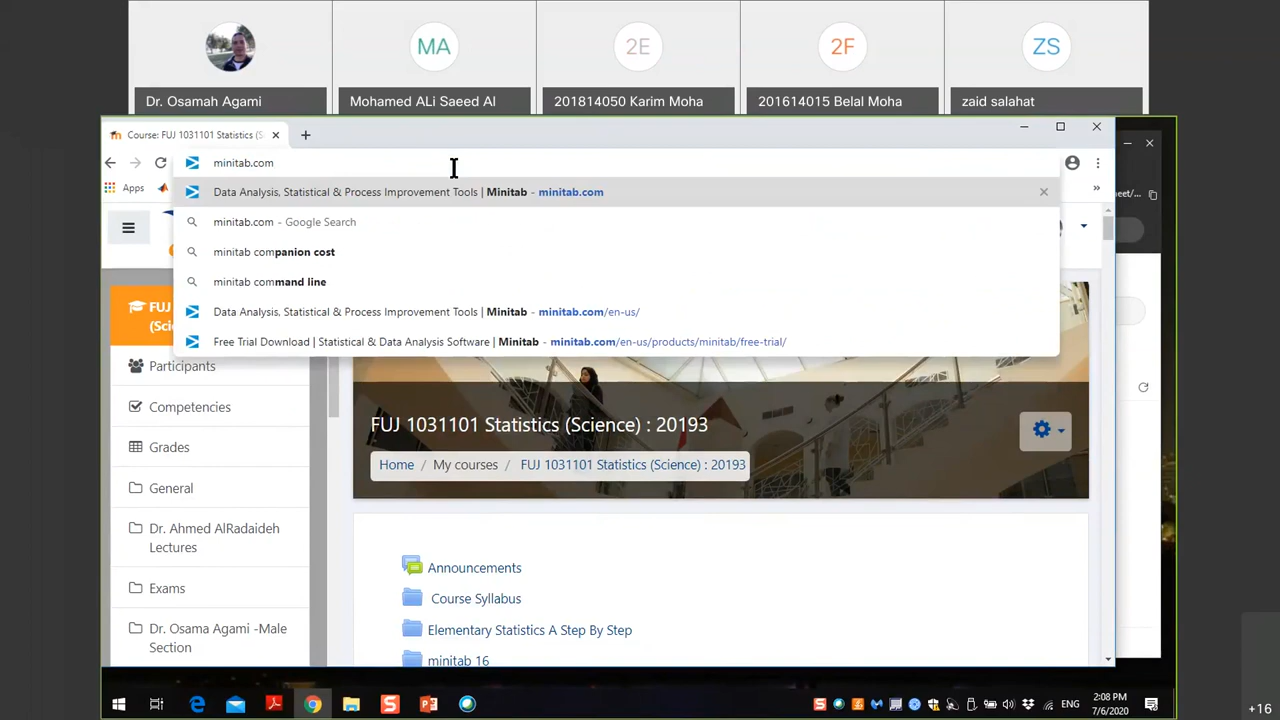 MA
2E
2F
ZS
Dr. Osamah Agami
Mohamed ALi Saeed Al
201814050 Karim Moha
201614015 Belal Moha
zaid salahat
Course: FUJ 1031101 Statistics (S
minitab.com
Apps
Data Analysis, Statistical & Process Improvement Tools | Minitab - minitab.com
minitab.com - Google Search
minitab companion cost
minitab command line
Data Analysis, Statistical & Process Improvement Tools | Minitab - minitab.com/en-us/
Free Trial Download | Statistical & Data Analysis Software | Minitab - minitab.com/en-us/products/minitab/free-trial/
FUJ
(Scie
Participants
Competencies
Grades
General
Dr. Ahmed AlRadaideh
Lectures
Exams
Dr. Osama Agami -Male
Section
FUJ 1031101 Statistics (Science) : 20193
Home / My courses / FUJ 1031101 Statistics (Science) : 20193
Announcements
Course Syllabus
Elementary Statistics A Step By Step
minitab 16
eet/...
ENG
2:08 PM
7/6/2020
+16